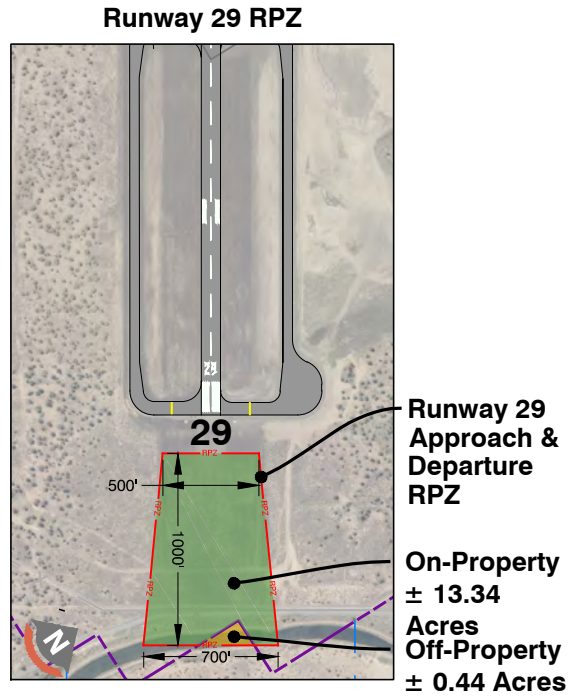 Runway 29 RPZ
29
29
Runway 29
Approach &
Departure
RPZ
RPZ
500'
RPZ
RPZ
1000'
On-Property
± 13.34
Acres
RPZ
RPZ
Off-Property
± 0.44 Acres
N
RPZ
700'